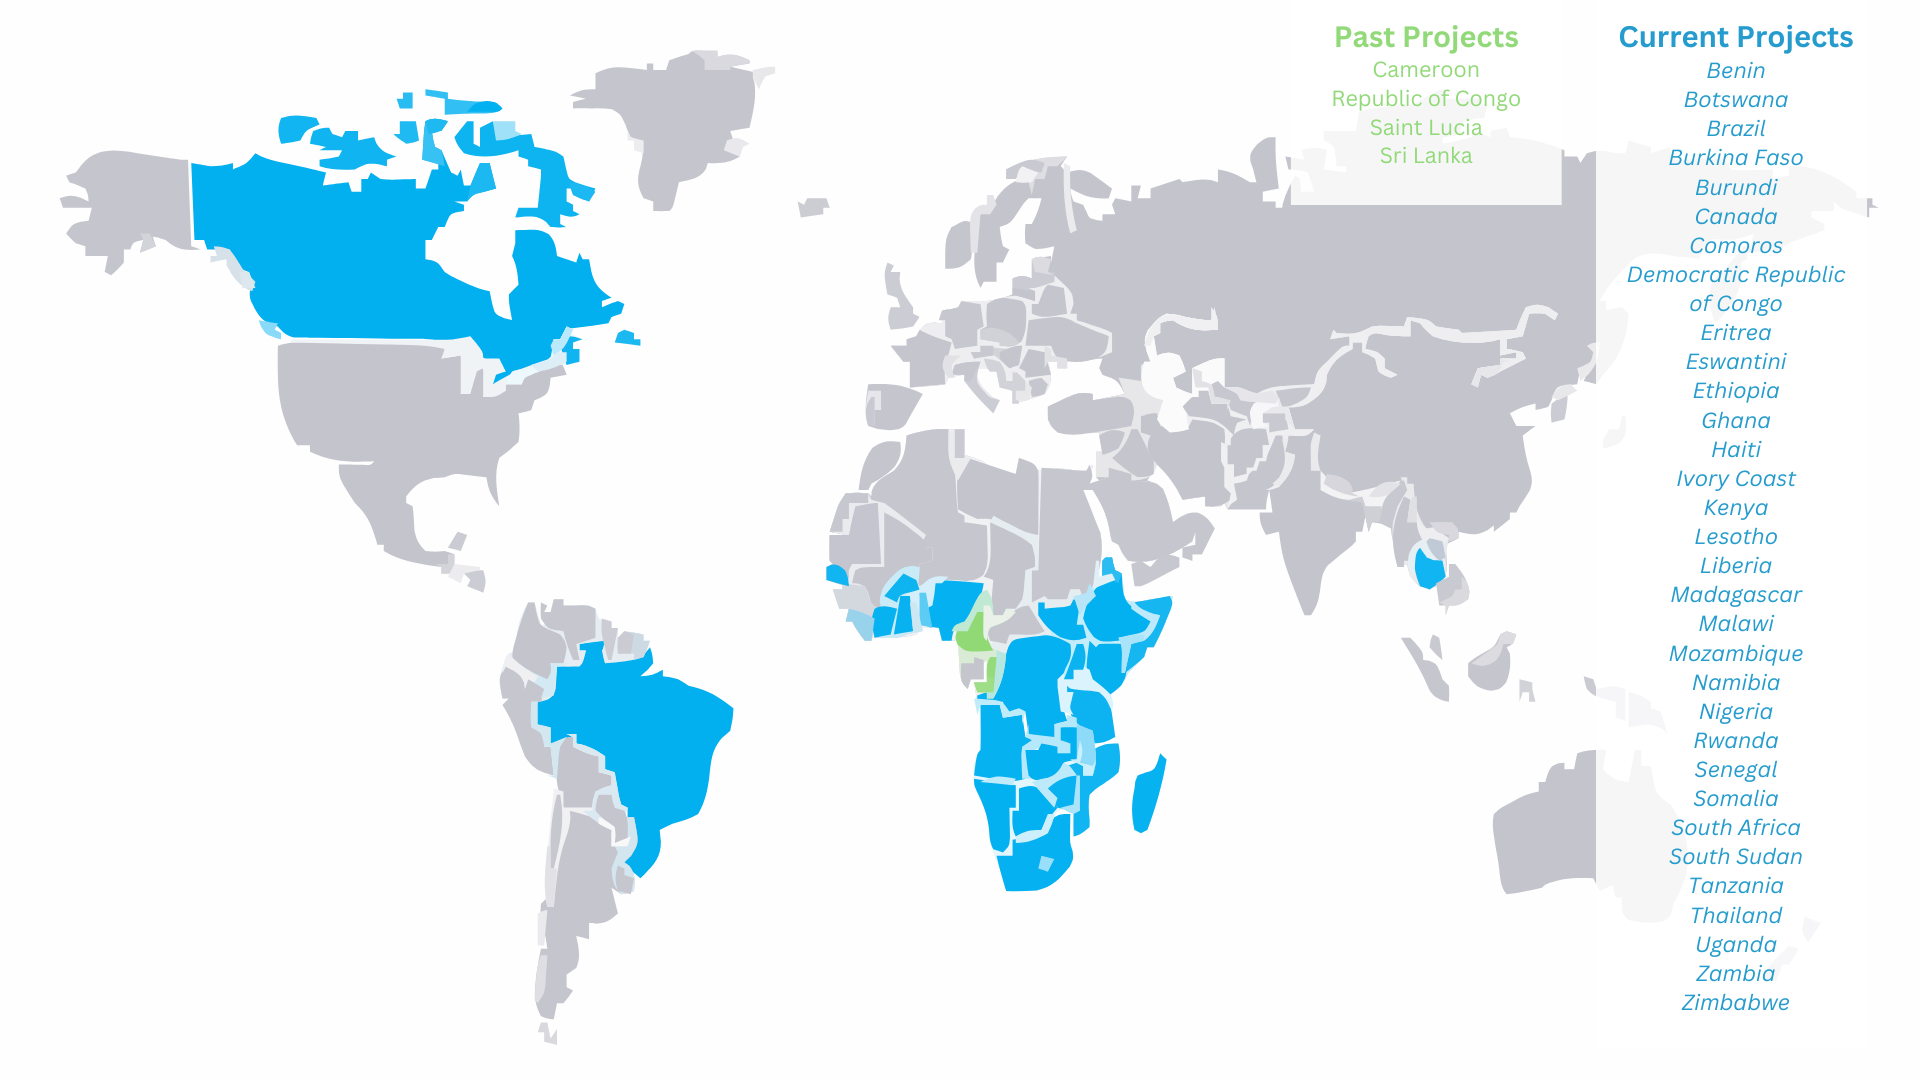 Past Projects
Cameroon
Republic of Congo
Saint Lucia
Sri Lanka
Current Projects
Benin
Botswana
Brazil
Burkina Faso
Burundi
Canada
Comoros
Democratic Republic
of Congo
Eritrea
Eswantini
Ethiopia
Ghana
Haiti
Ivory Coast
Kenya
Lesotho
Liberia
Madagascar
Malawi
Mozambique
Namibia
Nigeria
Rwanda
Senegal
Somalia
South Africa
South Sudan
Tanzania
Thailand
Uganda
Zambia
Zimbabwe